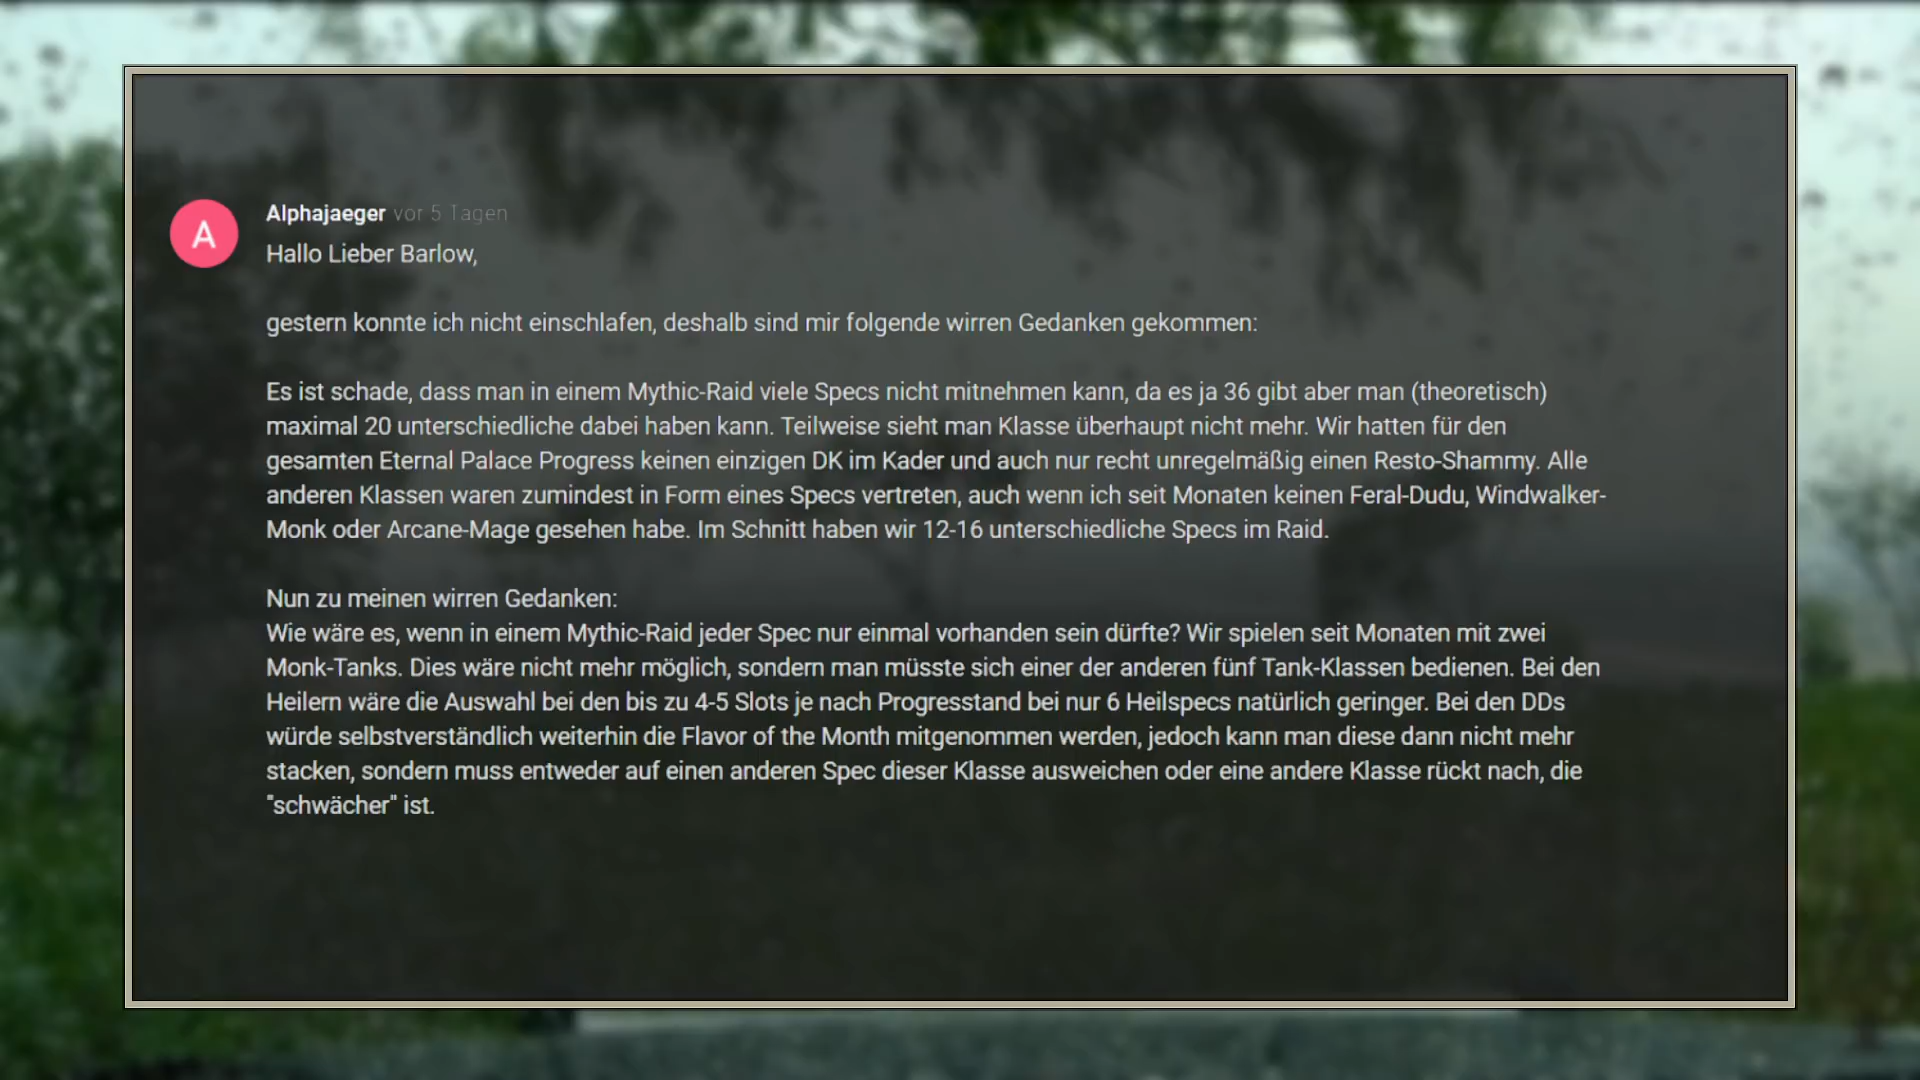 A
Alphajaeger vor 5 Tagen
Hallo Lieber Barlow,
gestern konnte ich nicht einschlafen, deshalb sind mir folgende wirren Gedanken gekommen:
Es ist schade, dass man in einem Mythic-Raid viele Specs nicht mitnehmen kann, da es ja 36 gibt aber man (theoretisch)
maximal 20 unterschiedliche dabei haben kann. Teilweise sieht man Klasse überhaupt nicht mehr. Wir hatten für den
gesamten Eternal Palace Progress keinen einzigen DK im Kader und auch nur recht unregelmäßig einen Resto-Shammy. Alle
anderen Klassen waren zumindest in Form eines Specs vertreten, auch wenn ich seit Monaten keinen Feral-Dudu, Windwalker-
Monk oder Arcane-Mage gesehen habe. Im Schnitt haben wir 12-16 unterschiedliche Specs im Raid.
Nun zu meinen wirren Gedanken:
Wie wäre es, wenn in einem Mythic-Raid jeder Spec nur einmal vorhanden sein dürfte? Wir spielen seit Monaten mit zwei
Monk-Tanks. Dies wäre nicht mehr möglich, sondern man müsste sich einer der anderen fünf Tank-Klassen bedienen. Bei den
Heilern wäre die Auswahl bei den bis zu 4-5 Slots je nach Progresstand bei nur 6 Heilspecs natürlich geringer. Bei den DDs
würde selbstverständlich weiterhin die Flavor of the Month mitgenommen werden, jedoch kann man diese dann nicht mehr
stacken, sondern muss entweder auf einen anderen Spec dieser Klasse ausweichen oder eine andere Klasse rückt nach, die
"schwächer" ist.